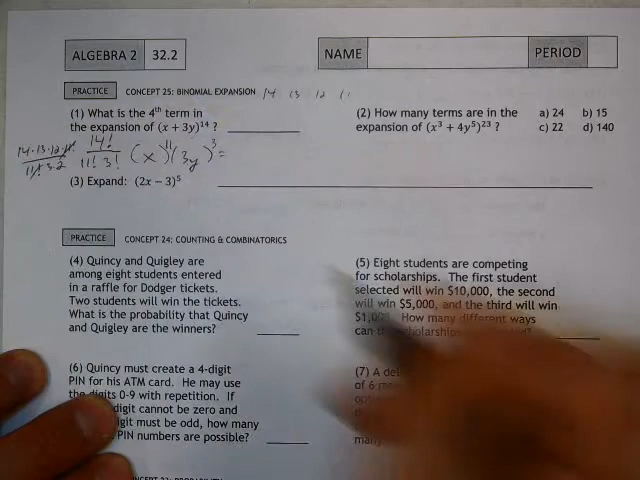 ALGEBRA 2 32.2 NAME PERIOD
PRACTICE CONCEPT 25: BINOMIAL EXPANSION 14 13 12
(1) What is the 4th term in
the expansion of (x + 3y)¹⁴ ?
14·13·12·11! / 11! 3·2 14! / 11! 3! (x)¹¹(3y)³ =
(2) How many terms are in the a) 24 b) 15
expansion of (x³ + 4y⁵)²³ ? c) 22 d) 140
(3) Expand: (2x – 3)⁵
PRACTICE CONCEPT 24: COUNTING & COMBINATORICS
(4) Quincy and Quigley are
among eight students entered
in a raffle for Dodger tickets.
Two students will win the tickets.
What is the probability that Quincy
and Quigley are the winners?
(5) Eight students are competing
for scholarships. The first student
selected will win $10,000, the second
will win $5,000, and the third will win
How many different ways
(6) Quincy must create a 4-digit
PIN for his ATM card. He may use
digits 0-9 with repetition. If
digit cannot be zero and
must be odd, how many
PIN numbers are possible?
(7) A
of 6